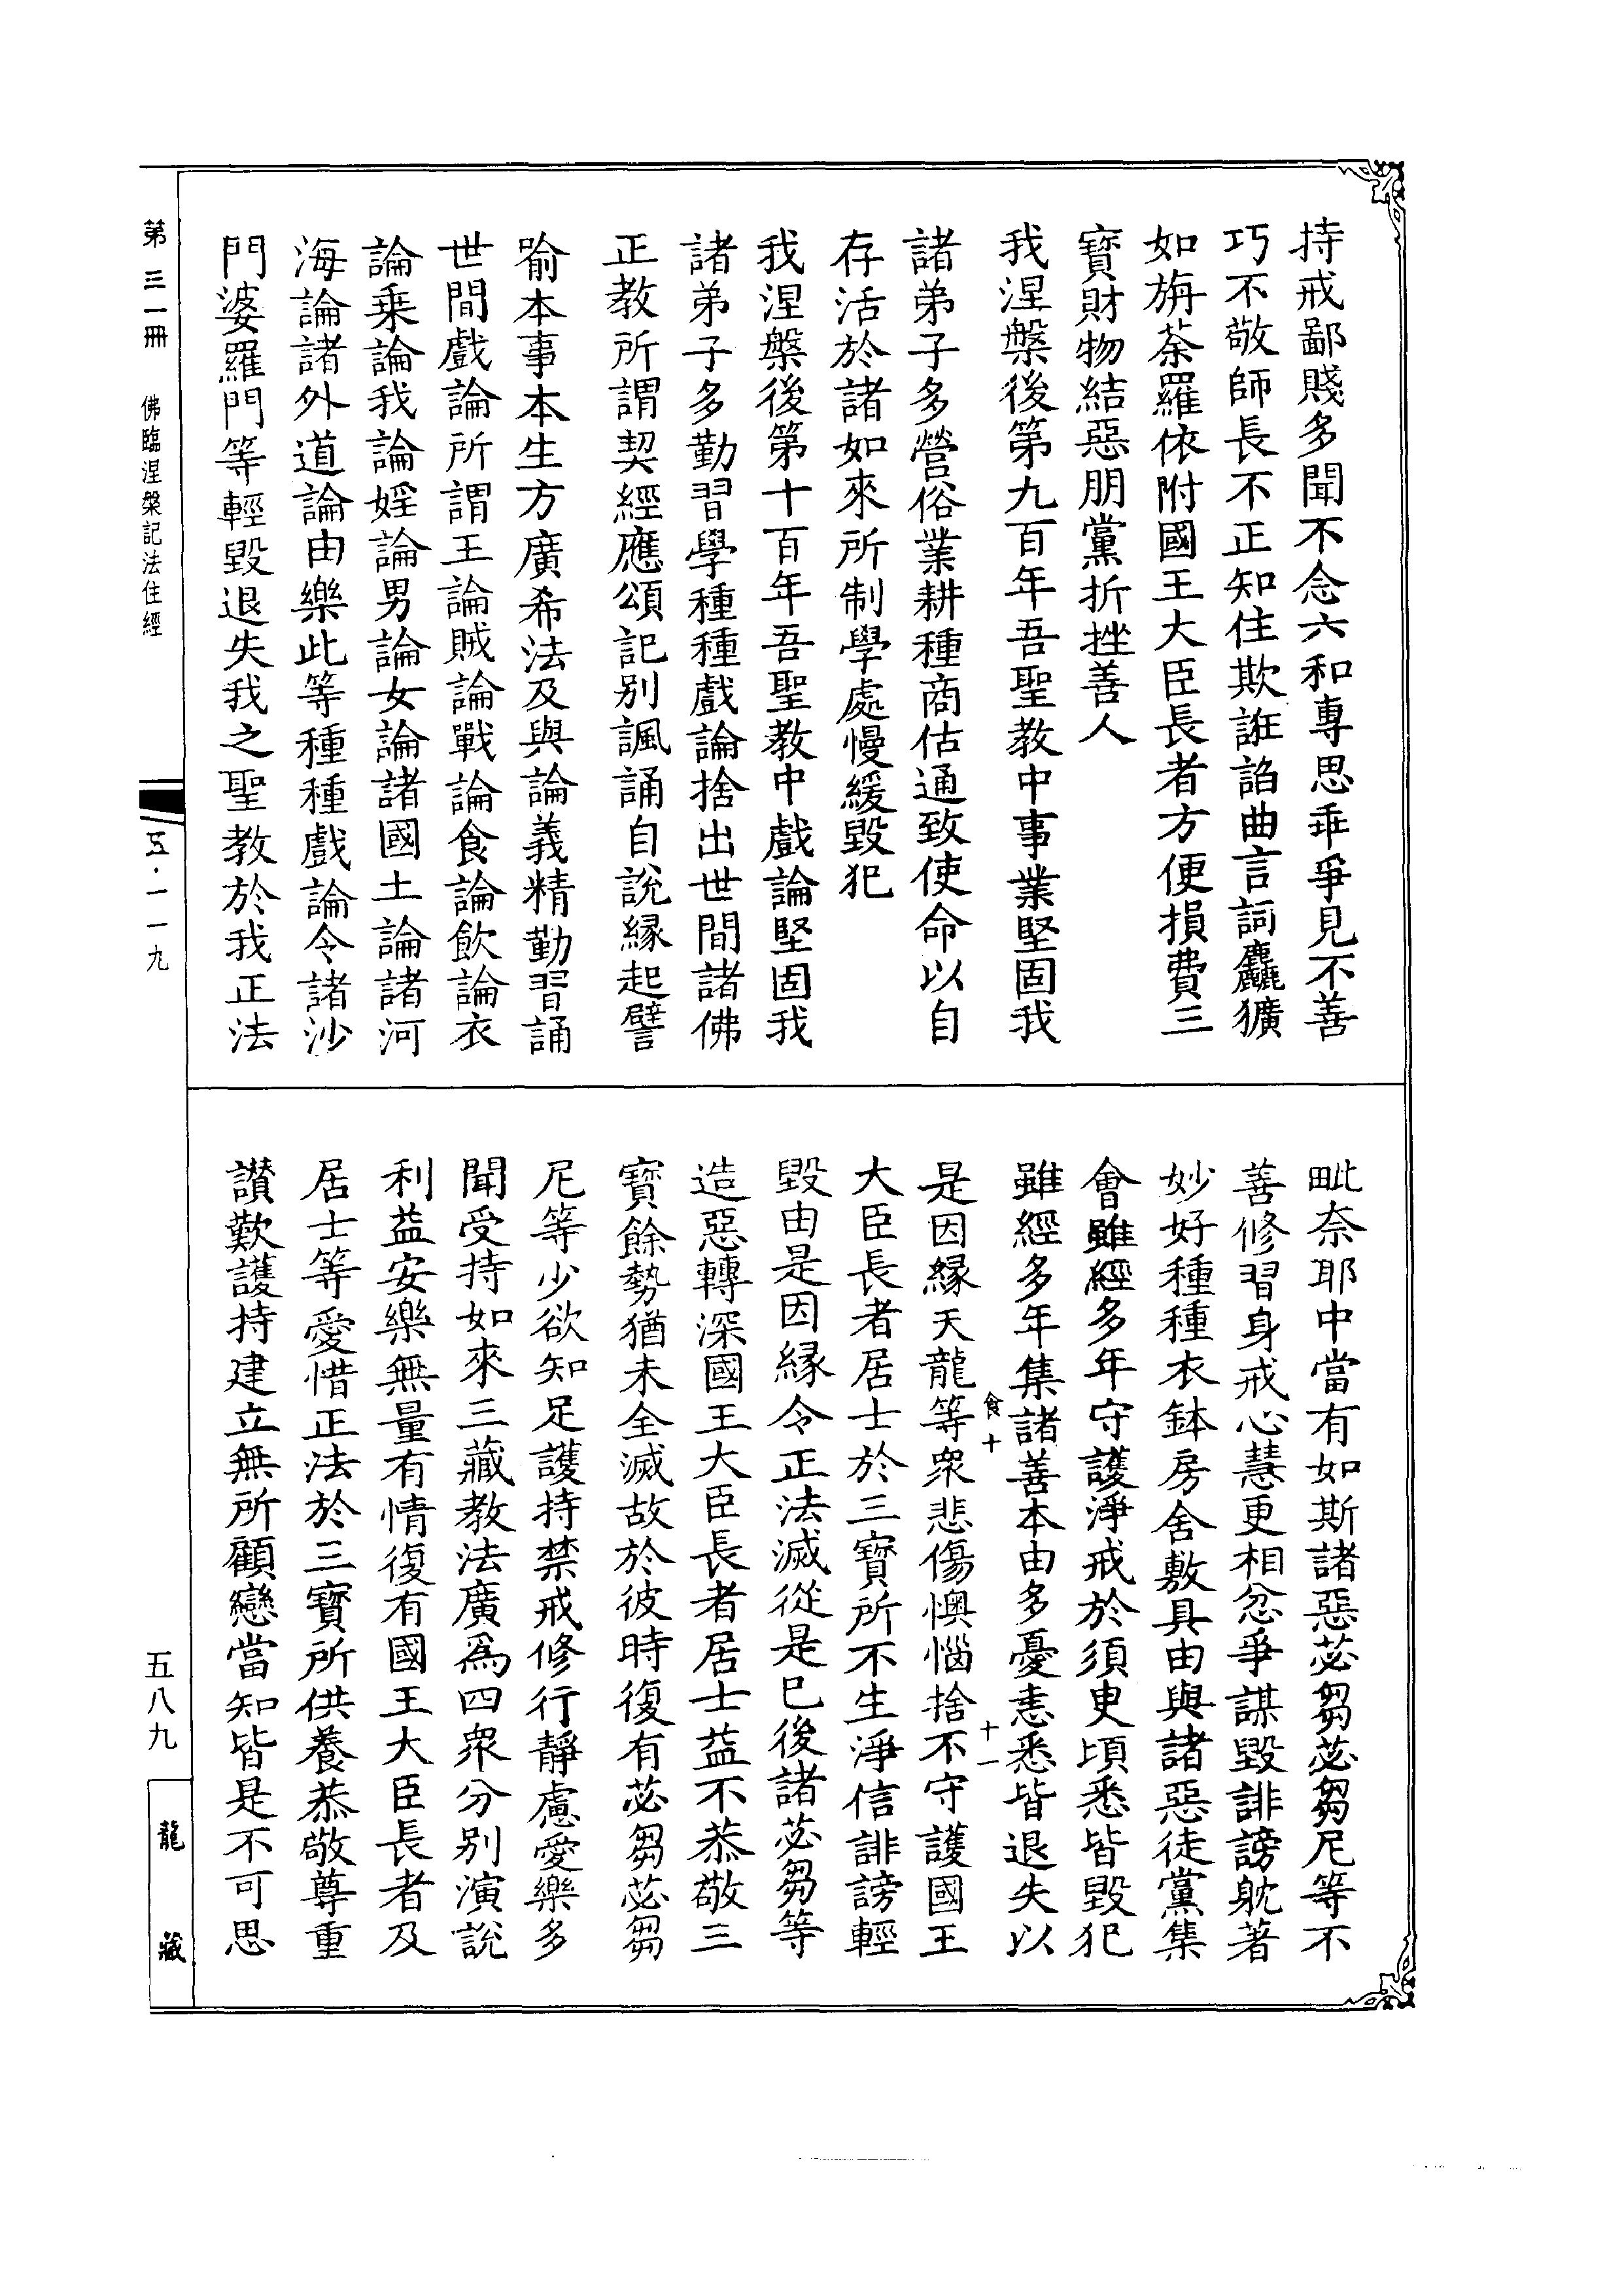 持戒鄙賤多聞不念六和專思乖爭見不善
巧不敬師長不正知住欺誑諂曲言詞麤獷
如旃荼羅依附國王大臣長者方便損費三
寶財物結惡朋黨折挫善人
我涅槃後第九百年吾聖教中事業堅固我
諸弟子多營俗業耕種商估通致使命以自
存活於諸如來所制學處慢緩毀犯
我涅槃後第十百年吾聖教中戲論堅固我
諸弟子多勤習學種種戲論捨出世間諸佛
正教所謂契經應頌記別諷誦自說緣起譬
喻本事本生方廣希法及與論義精勤習誦
世間戲論所謂王論賊論戰論食論飲論衣
論乘論我論婬論男論女論諸國土論諸河
海論諸外道論由樂此等種種戲論令諸沙
門婆羅門等輕毀退失我之聖教於我正法
毗奈耶中當有如斯諸惡苾芻苾芻尼等不
善修習身戒心慧更相忿爭謀毀誹謗躭著
妙好種種衣鉢房舍敷具由與諸惡徒黨集
會雖經多年守護淨戒於須臾頃悉皆毀犯
雖經多年集諸善本由多憂恚悉皆退失以
食十
十一
是因緣天龍等眾悲傷懊惱捨不守護國王
大臣長者居士於三寶所不生淨信誹謗輕
毀由是因緣令正法滅從是已後諸苾芻等
造惡轉深國王大臣長者居士益不恭敬三
寶餘勢猶未全滅故於彼時復有苾芻苾芻
尼等少欲知足護持禁戒修行靜慮愛樂多
聞受持如來三藏教法廣為四眾分別演說
利益安樂無量有情復有國王大臣長者及
居士等愛惜正法於三寶所供養恭敬尊重
讚歎護持建立無所顧戀當知皆是不可思
第三一冊 佛臨涅槃記法住經
五·一一九
五八九
龍藏